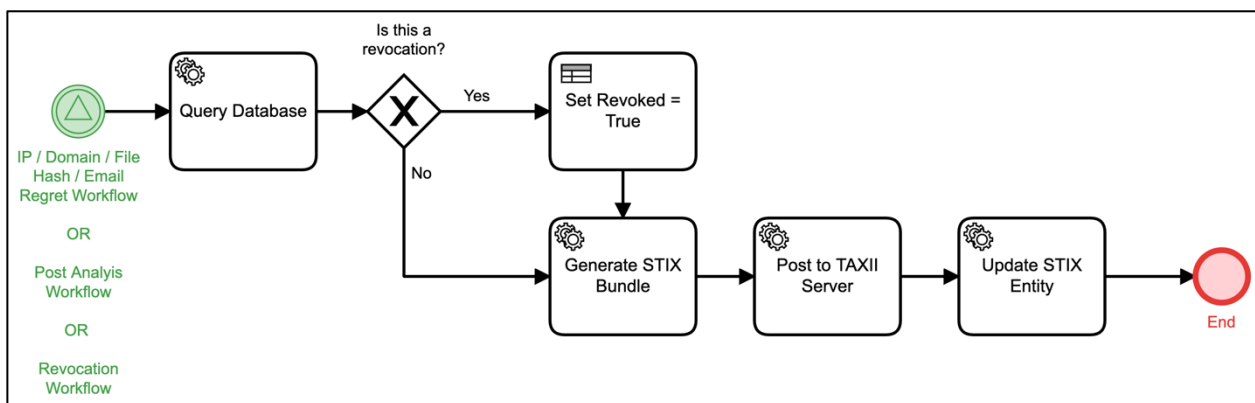 Is this a
revocation?
Query Database
Yes
Set Revoked =
True
IP / Domain / File
Hash / Email
Regret Workflow
OR
Post Analyis
Workflow
OR
Revocation
Workflow
No
Generate STIX
Bundle
Post to TAXII
Server
Update STIX
Entity
End